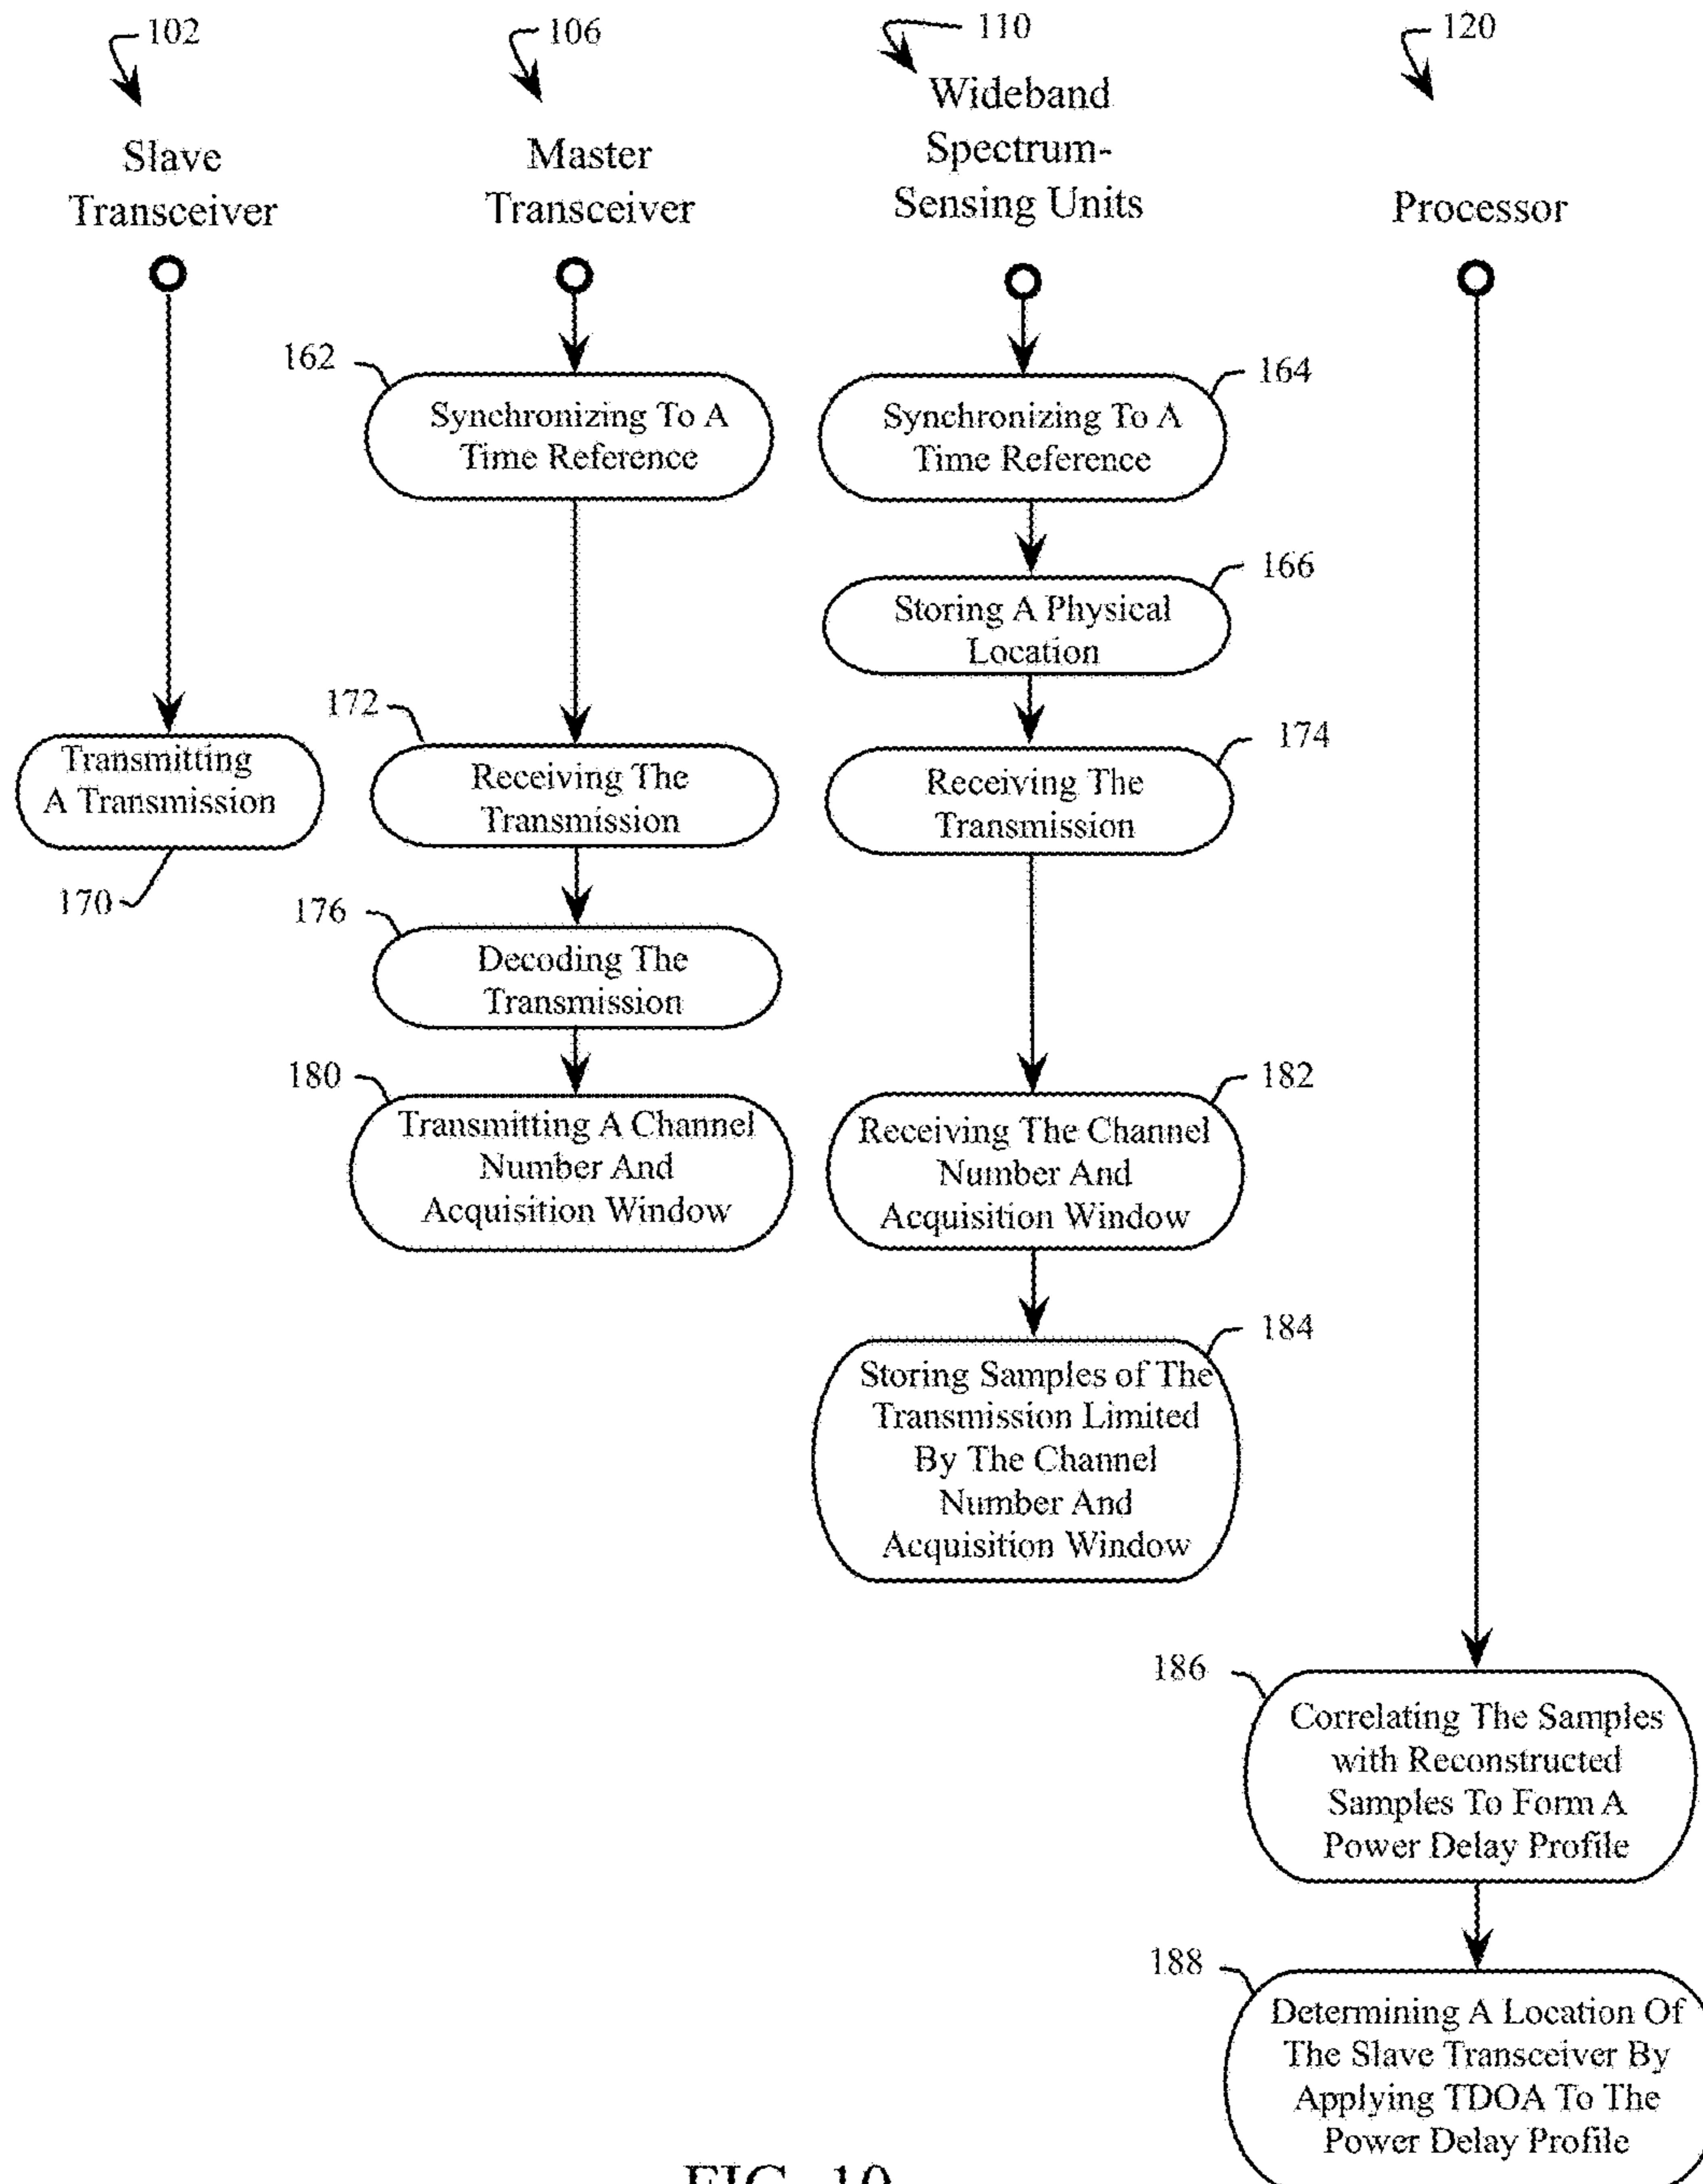 102
106
110
120
Slave
Transceiver
Master
Transceiver
Wideband
Spectrum-
Sensing Units
Processor
162
Synchronizing To A
Time Reference
164
Synchronizing To A
Time Reference
166
Storing A Physical
Location
Transmitting
A Transmission
170
172
Receiving The
Transmission
174
Receiving The
Transmission
176
Decoding The
Transmission
180
Transmitting A Channel
Number And
Acquisition Window
182
Receiving The Channel
Number And
Acquisition Window
184
Storing Samples of The
Transmission Limited
By The Channel
Number And
Acquisition Window
186
Correlating The Samples
with Reconstructed
Samples To Form A
Power Delay Profile
188
Determining A Location Of
The Slave Transceiver By
Applying TDOA To The
Power Delay Profile
FIG. 10